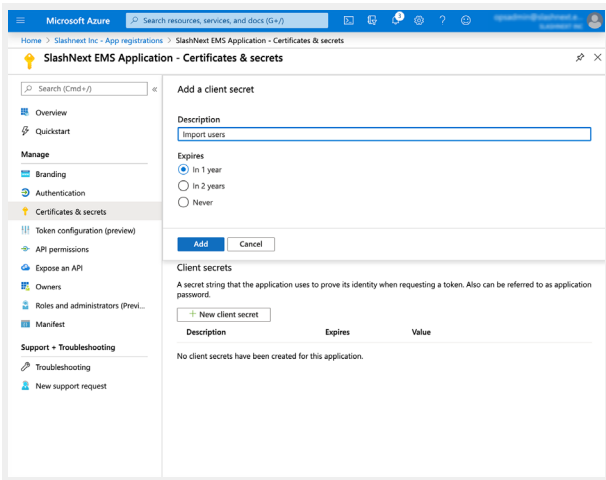 Microsoft Azure
Search resources, services, and docs (G+/)
3
?
Home > Slashnext Inc - App registrations > SlashNext EMS Application - Certificates & secrets
SlashNext EMS Application - Certificates & secrets
Search (Cmd+/)
«
Overview
Quickstart
Manage
Branding
Authentication
Certificates & secrets
Token configuration (preview)
API permissions
Expose an API
Owners
Roles and administrators (Previ...
Manifest
Support + Troubleshooting
Troubleshooting
New support request
Add a client secret
Description
Import users
Expires
In 1 year
In 2 years
Never
Add
Cancel
Client secrets
A secret string that the application uses to prove its identity when requesting a token. Also can be referred to as application
password.
+ New client secret
Description Expires Value
No client secrets have been created for this application.